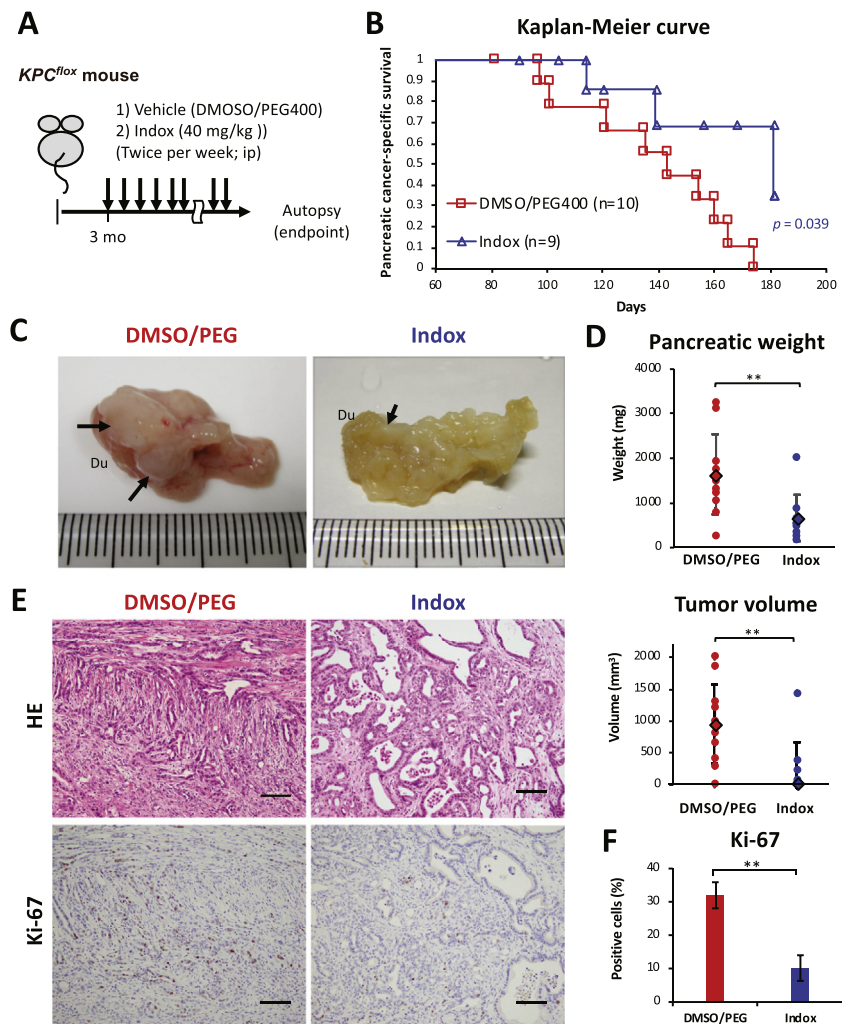 A
KPCflox mouse
1) Vehicle (DMOSO/PEG400)
2) Indox (40 mg/kg ))
(Twice per week; ip)
3 mo
Autopsy
(endpoint)
B
Kaplan-Meier curve
Pancreatic cancer-specific survival
1
0.9
0.8
0.7
0.6
0.5
0.4
0.3
0.2
0.1
0
DMSO/PEG400 (n=10)
Indox (n=9)
p = 0.039
60 80 100 120 140 160 180 200
Days
C
DMSO/PEG
Indox
Du
Du
D
Pancreatic weight
Weight (mg)
4000
3000
2000
1000
0
**
DMSO/PEG Indox
Tumor volume
Volume (mm³)
2000
1500
1000
500
0
**
DMSO/PEG Indox
E
DMSO/PEG
Indox
HE
Ki-67
F
Ki-67
Positive cells (%)
40
30
20
10
0
**
DMSO/PEG Indox